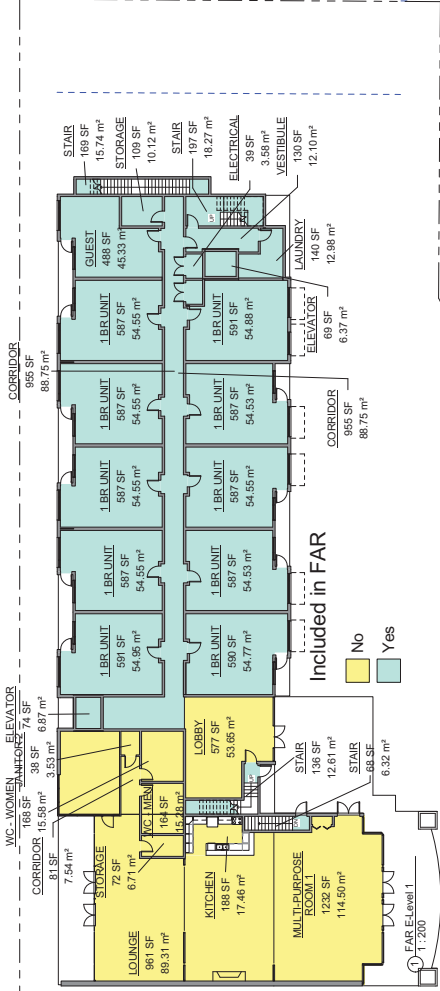 CORRIDOR
955 SF
88.75 m²
STAIR
169 SF
15.74 m²
STORAGE
109 SF
10.12 m²
STAIR
197 SF
18.27 m²
ELECTRICAL
39 SF
3.58 m²
VESTIBULE
130 SF
12.10 m²
GUEST
488 SF
45.33 m²
UP
LAUNDRY
140 SF
12.98 m²
ELEVATOR
69 SF
6.37 m²
1 BR UNIT
587 SF
54.55 m²
1 BR UNIT
591 SF
54.88 m²
1 BR UNIT
587 SF
54.55 m²
1 BR UNIT
587 SF
54.53 m²
CORRIDOR
955 SF
88.75 m²
1 BR UNIT
587 SF
54.55 m²
1 BR UNIT
587 SF
54.55 m²
1 BR UNIT
587 SF
54.55 m²
1 BR UNIT
587 SF
54.53 m²
1 BR UNIT
591 SF
54.95 m²
1 BR UNIT
590 SF
54.77 m²
Included in FAR
No
Yes
ELEVATOR
74 SF
6.87 m²
JANITOR 2
38 SF
3.53 m²
WC - WOMEN
168 SF
15.58 m²
CORRIDOR
81 SF
7.54 m²
STORAGE
72 SF
6.71 m²
WC - MEN
164 SF
15.28 m²
LOBBY
577 SF
53.65 m²
STAIR
136 SF
12.61 m²
STAIR
68 SF
6.32 m²
LOUNGE
961 SF
89.31 m²
KITCHEN
188 SF
17.46 m²
MULTI-PURPOSE
ROOM 1
1232 SF
114.50 m²
1
FAR E-Level 1
1 : 200